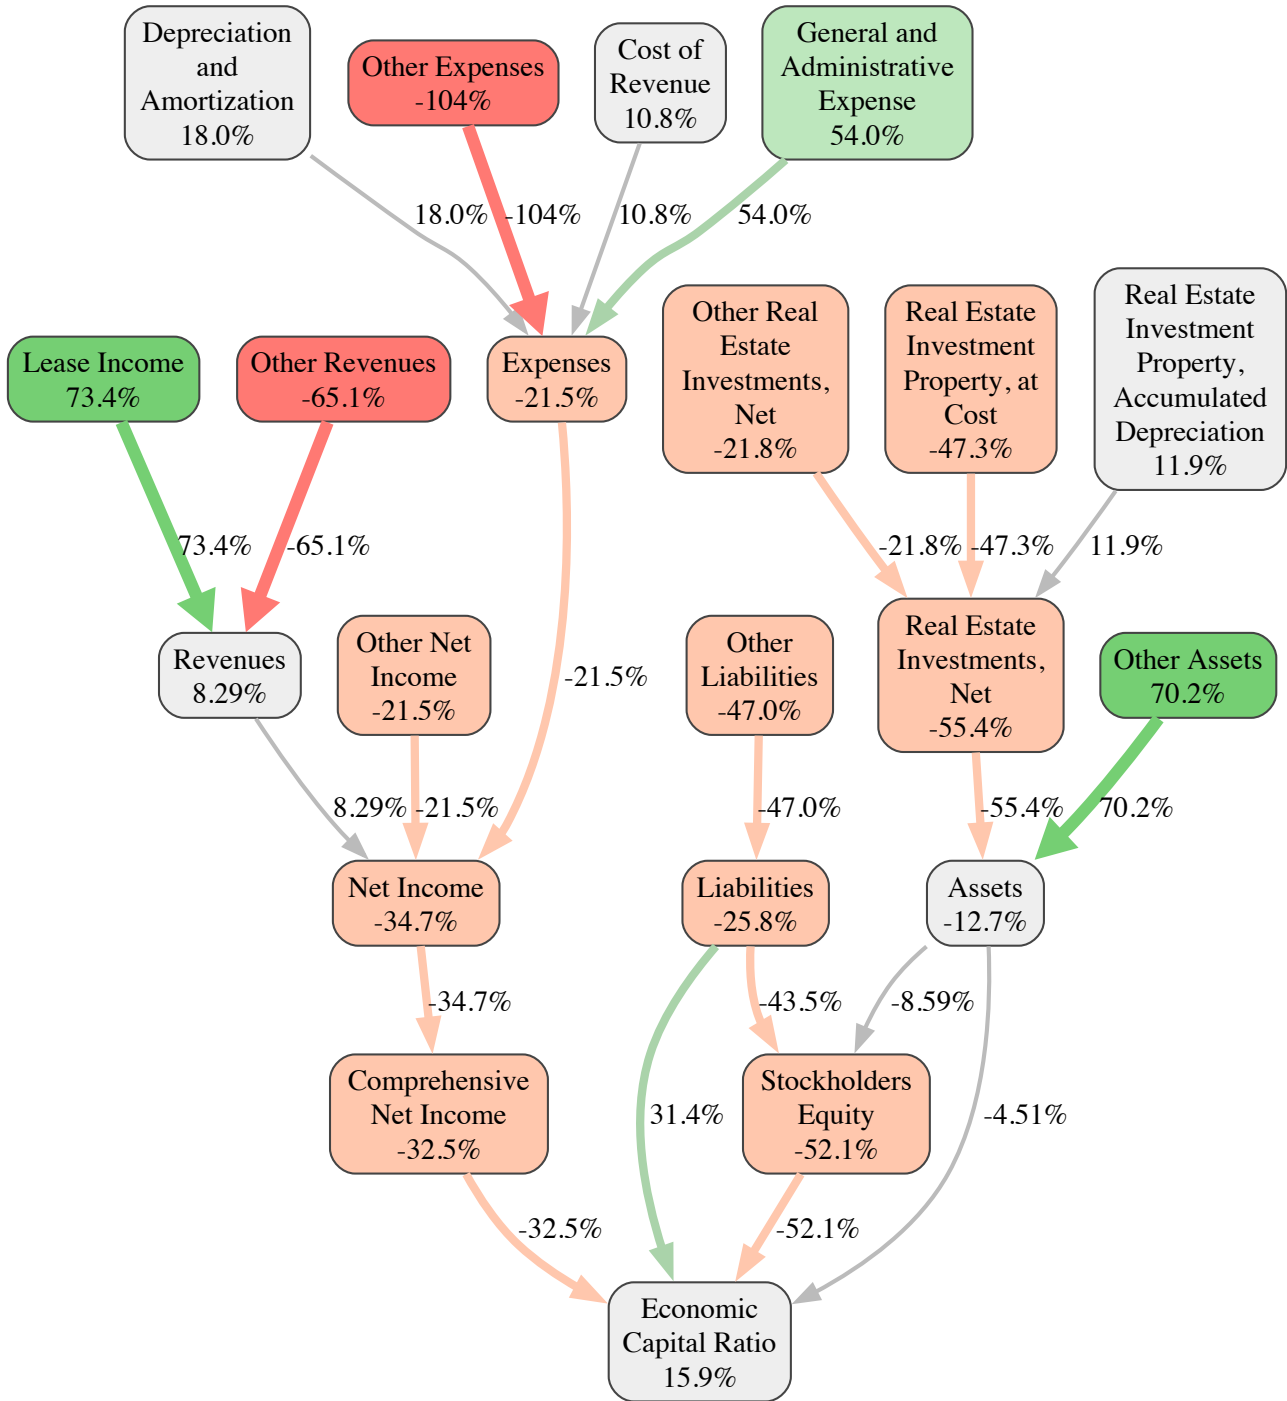 Depreciation
and
Amortization
18.0%
Other Expenses
-104%
Cost of
Revenue
10.8%
General and
Administrative
Expense
54.0%
18.0%
-104%
10.8%
54.0%
Lease Income
73.4%
Other Revenues
-65.1%
Expenses
-21.5%
Other Real
Estate
Investments,
Net
-21.8%
Real Estate
Investment
Property, at
Cost
-47.3%
Real Estate
Investment
Property,
Accumulated
Depreciation
11.9%
73.4%
-65.1%
-21.8%
-47.3%
11.9%
Revenues
8.29%
Other Net
Income
-21.5%
-21.5%
Other
Liabilities
-47.0%
Real Estate
Investments,
Net
-55.4%
Other Assets
70.2%
8.29%
-21.5%
-47.0%
-55.4%
70.2%
Net Income
-34.7%
Liabilities
-25.8%
Assets
-12.7%
-34.7%
-43.5%
-8.59%
Comprehensive
Net Income
-32.5%
31.4%
Stockholders
Equity
-52.1%
-4.51%
-32.5%
-52.1%
Economic
Capital Ratio
15.9%